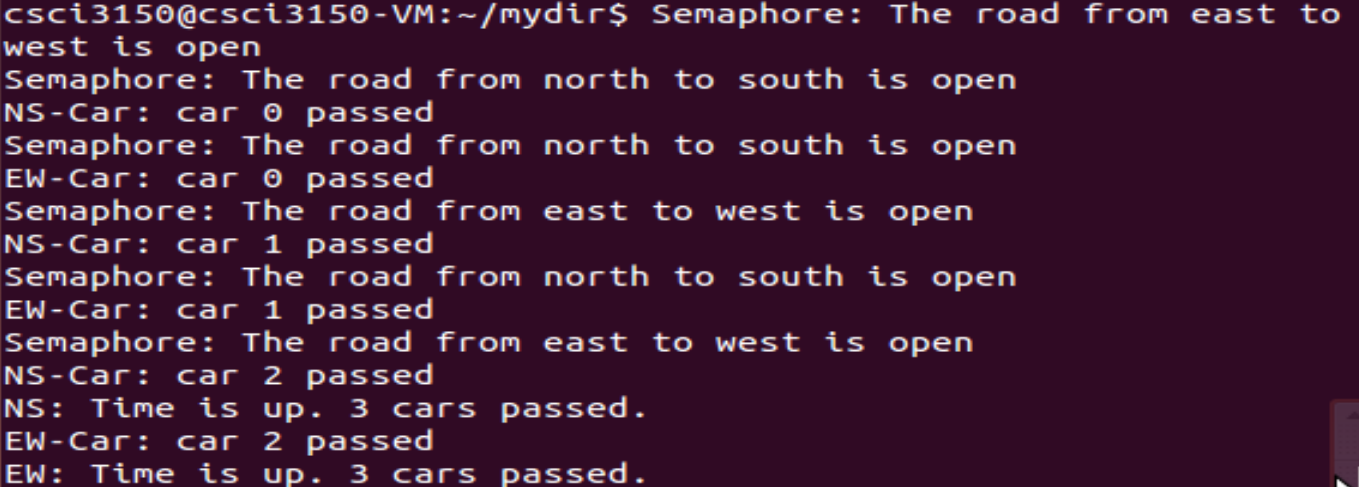 csci3150@csci3150-VM:~/mydir$ Semaphore: The road from east to
west is open
Semaphore: The road from north to south is open
NS-Car: car 0 passed
Semaphore: The road from north to south is open
EW-Car: car 0 passed
Semaphore: The road from east to west is open
NS-Car: car 1 passed
Semaphore: The road from north to south is open
EW-Car: car 1 passed
Semaphore: The road from east to west is open
NS-Car: car 2 passed
NS: Time is up. 3 cars passed.
EW-Car: car 2 passed
EW: Time is up. 3 cars passed.